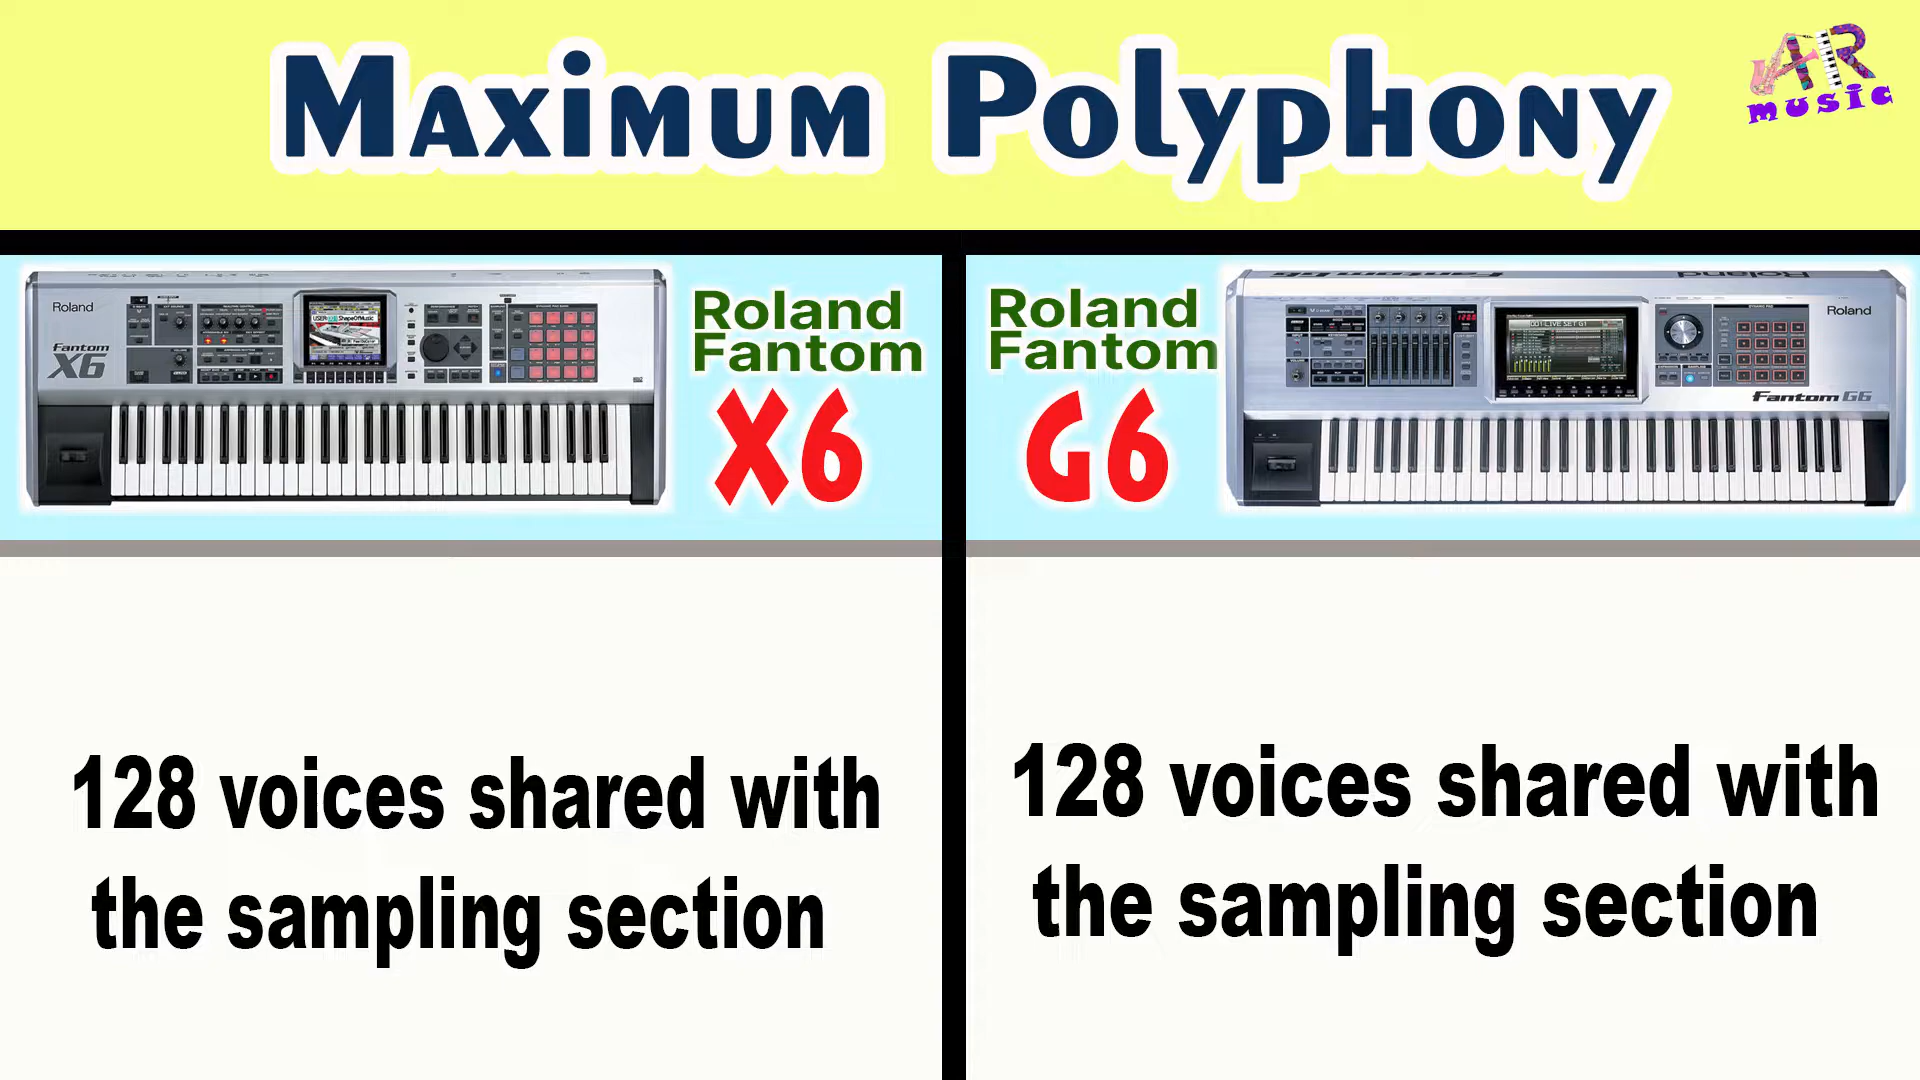 Maximum Polyphony
AR
music
Roland
Fantom
X6
Roland
Fantom
X6
Roland
Fantom
G6
Roland
Fantom G6
128 voices shared with
the sampling section
128 voices shared with
the sampling section